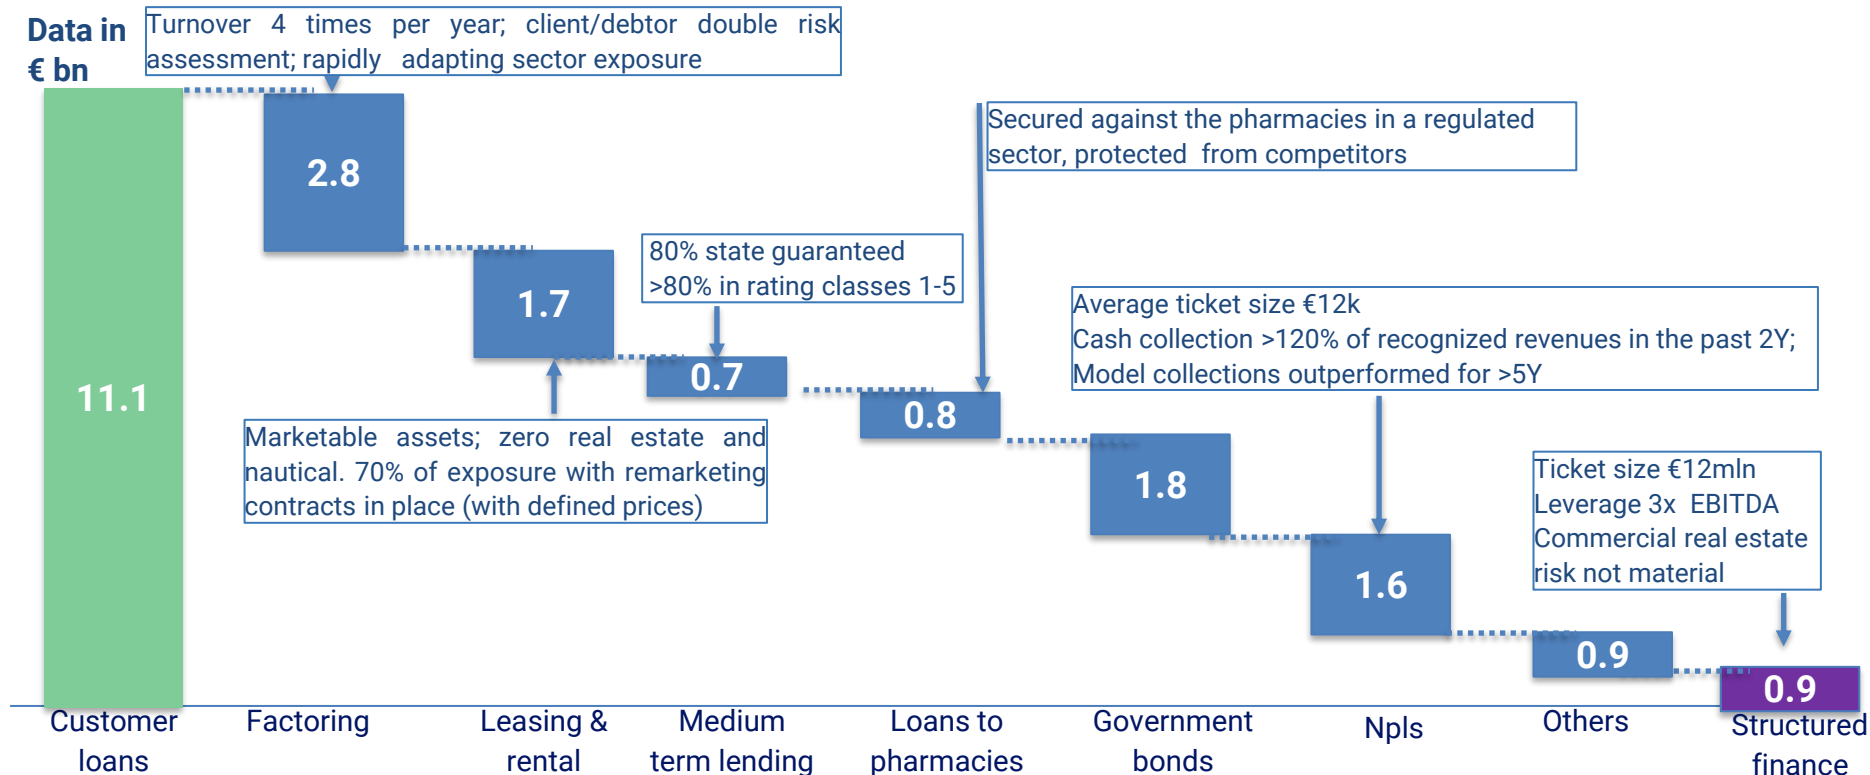 Data in
€ bn
Turnover 4 times per year; client/debtor double risk
assessment; rapidly adapting sector exposure
Secured against the pharmacies in a regulated
sector, protected from competitors
2.8
80% state guaranteed
>80% in rating classes 1-5
1.7
Average ticket size €12k
Cash collection >120% of recognized revenues in the past 2Y;
Model collections outperformed for >5Y
0.7
11.1
0.8
Marketable assets; zero real estate and
nautical. 70% of exposure with remarketing
contracts in place (with defined prices)
1.8
Ticket size €12mln
Leverage 3x EBITDA
Commercial real estate
risk not material
1.6
0.9
0.9
Customer
loans
Factoring
Leasing &
rental
Medium
term lending
Loans to
pharmacies
Government
bonds
Npls
Others
Structured
finance